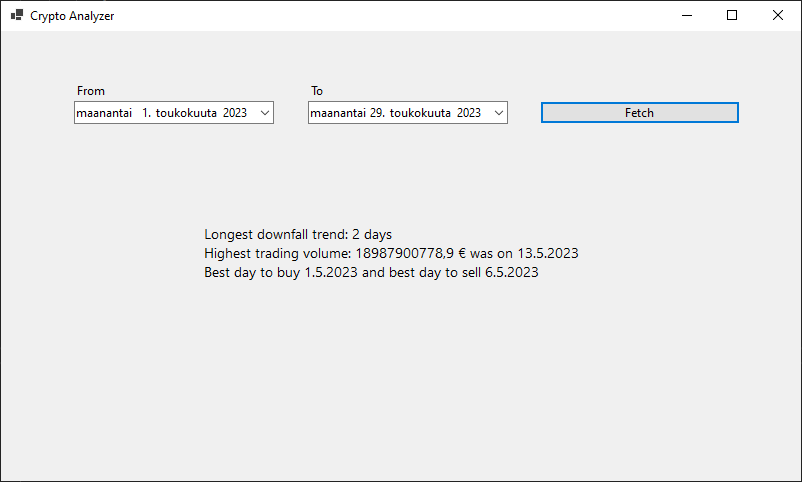 Crypto Analyzer
From
To
maanantai 1. toukokuuta 2023
maanantai 29. toukokuuta 2023
Fetch
Longest downfall trend: 2 days
Highest trading volume: 18987900778,9 € was on 13.5.2023
Best day to buy 1.5.2023 and best day to sell 6.5.2023